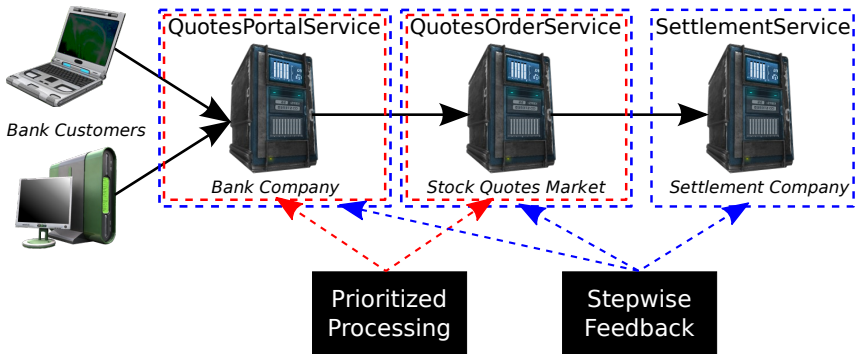 QuotesPortalService
QuotesOrderService
SettlementService
Bank Customers
Bank Company
Stock Quotes Market
Settlement Company
Prioritized
Processing
Stepwise
Feedback